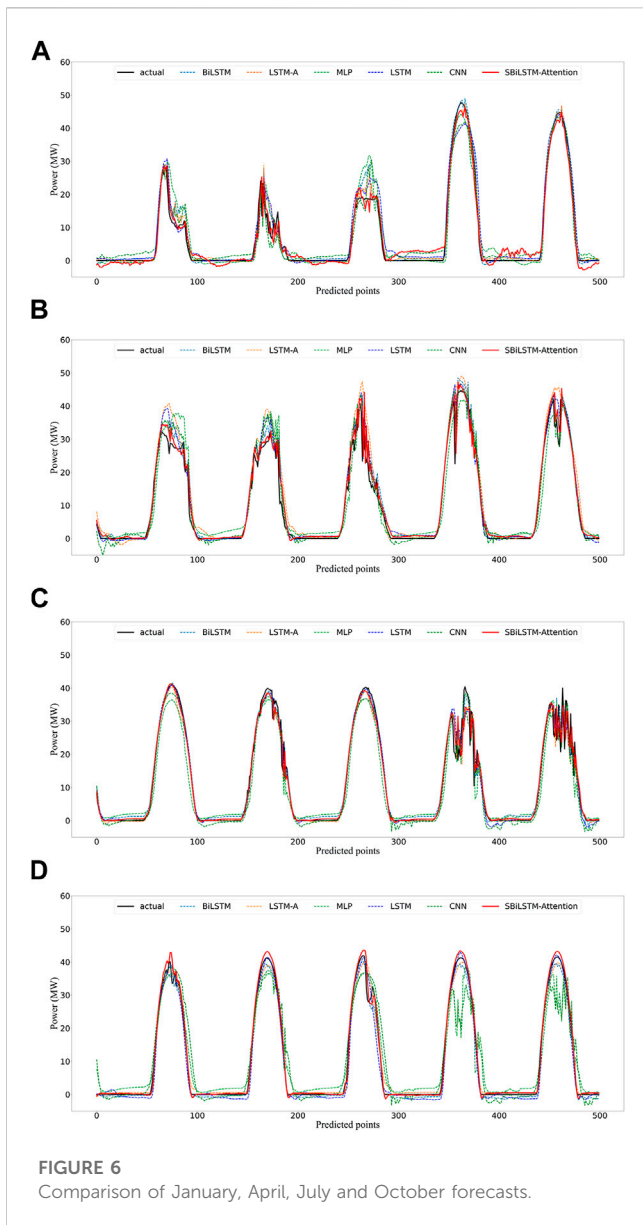 A
60
50
40
30
20
10
0
Power (MW)
actual BiLSTM LSTM-A MLP LSTM CNN SBiLSTM-Attention
0 100 200 300 400 500
Predicted points
B
60
50
40
30
20
10
0
Power (MW)
actual BiLSTM LSTM-A MLP LSTM CNN SBiLSTM-Attention
0 100 200 300 400 500
Predicted points
C
60
50
40
30
20
10
0
Power (MW)
actual BiLSTM LSTM-A MLP LSTM CNN SBiLSTM-Attention
0 100 200 300 400 500
Predicted points
D
60
50
40
30
20
10
0
Power (MW)
actual BiLSTM LSTM-A MLP LSTM CNN SBiLSTM-Attention
0 100 200 300 400 500
Predicted points
FIGURE 6
Comparison of January, April, July and October forecasts.